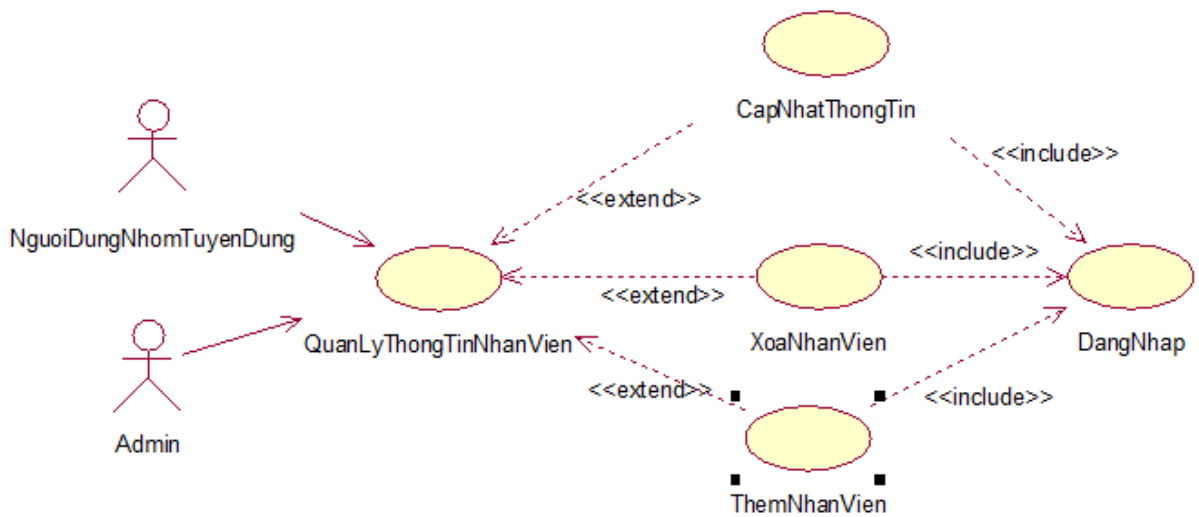 CapNhatThongTin
<<include>>
<<extend>>
NguoiDungNhomTuyenDung
<<include>>
<<extend>>
QuanLyThongTinNhanVien
XoaNhanVien
DangNhap
<<extend>>
<<include>>
Admin
ThemNhanVien